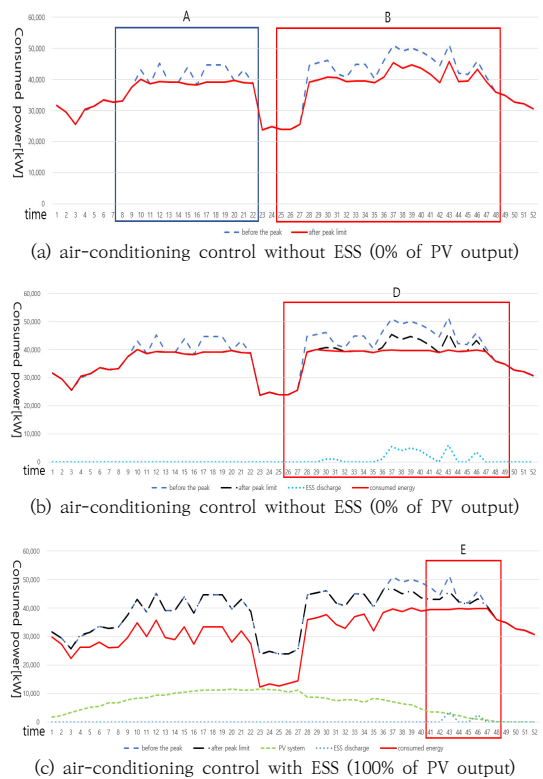 A
B
Consumed power[kW]
60,000
50,000
40,000
30,000
20,000
10,000
0
time
1 2 3 4 5 6 7 8 9 10 11 12 13 14 15 16 17 18 19 20 21 22 23 24 25 26 27 28 29 30 31 32 33 34 35 36 37 38 39 40 41 42 43 44 45 46 47 48 49 50 51 52
before the peak after peak limit
(a) air-conditioning control without ESS (0% of PV output)
D
Consumed power[kW]
60,000
50,000
40,000
30,000
20,000
10,000
0
time
1 2 3 4 5 6 7 8 9 10 11 12 13 14 15 16 17 18 19 20 21 22 23 24 25 26 27 28 29 30 31 32 33 34 35 36 37 38 39 40 41 42 43 44 45 46 47 48 49 50 51 52
before the peak after peak limit ESS discharge consumed energy
(b) air-conditioning control without ESS (0% of PV output)
E
Consumed power[kW]
60,000
50,000
40,000
30,000
20,000
10,000
0
time
1 2 3 4 5 6 7 8 9 10 11 12 13 14 15 16 17 18 19 20 21 22 23 24 25 26 27 28 29 30 31 32 33 34 35 36 37 38 39 40 41 42 43 44 45 46 47 48 49 50 51 52
before the peak after peak limit PV system ESS discharge consumed energy
(c) air-conditioning control with ESS (100% of PV output)